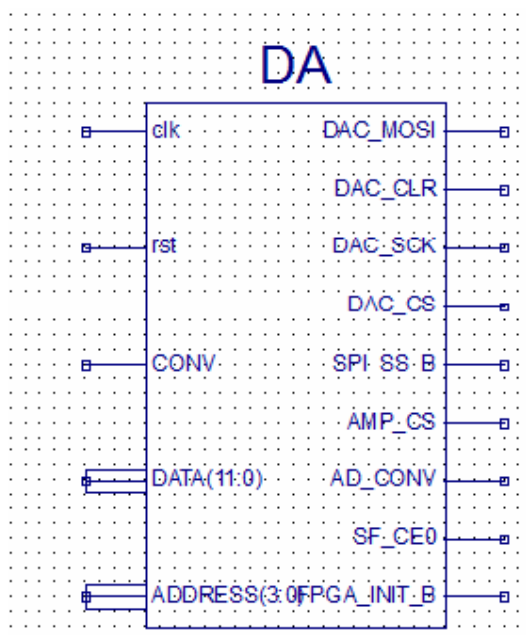 DA
clk DAC_MOSI
DAC_CLR
rst DAC_SCK
DAC_CS
CONV SPI_SS_B
AMP_CS
DATA(11:0) AD_CONV
SF_CE0
ADDRESS(3:0) FPGA_INIT_B